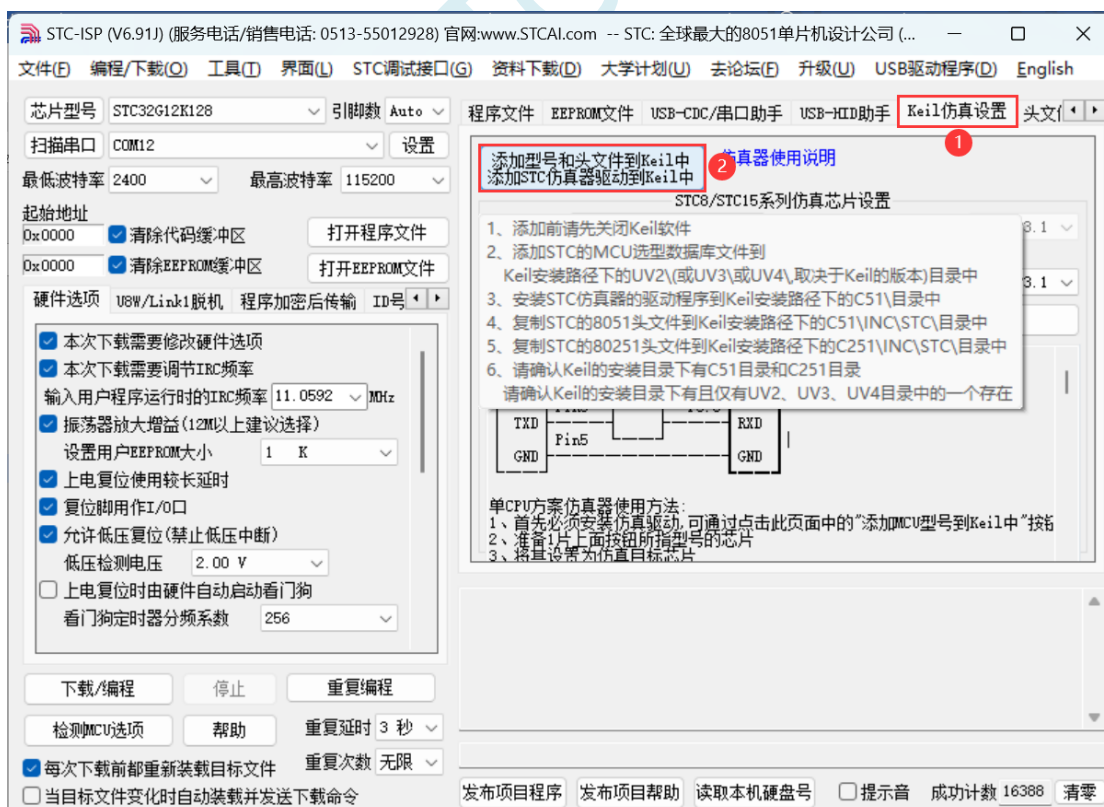 STC-ISP (V6.91J) (服务电话/销售电话: 0513-55012928) 官网:www.STCAI.com -- STC: 全球最大的8051单片机设计公司 (...
文件(F) 编程/下载(O) 工具(T) 界面(L) STC调试接口(G) 资料下载(D) 大学计划(U) 去论坛(F) 升级(U) USB驱动程序(D) English
芯片型号 STC32G12K128 引脚数 Auto
扫描串口 COM12 设置
最低波特率 2400 最高波特率 115200
起始地址
0x0000 清除代码缓冲区 打开程序文件
0x0000 清除EEPROM缓冲区 打开EEPROM文件
硬件选项 U8W/Link1脱机 程序加密后传输 ID号
本次下载需要修改硬件选项
本次下载需要调节IRC频率
输入用户程序运行时的IRC频率 11.0592 MHz
振荡器放大增益(12M以上建议选择)
设置用户EEPROM大小 1 K
上电复位使用较长延时
复位脚用作I/O口
允许低压复位(禁止低压中断)
低压检测电压 2.00 V
上电复位时由硬件自动启动看门狗
看门狗定时器分频系数 256
下载/编程 停止 重复编程
检测MCU选项 帮助 重复延时 3 秒
每次下载前都重新装载目标文件 重复次数 无限
当目标文件变化时自动装载并发送下载命令
程序文件 EEPROM文件 USB-CDC/串口助手 USB-HID助手 Keil仿真设置 头文
1
添加型号和头文件到Keil中
添加STC仿真器驱动到Keil中
2
仿真器使用说明
STC8/STC15系列仿真芯片设置
3.1
3.1
1、添加前请先关闭Keil软件
2、添加STC的MCU选型数据库文件到
Keil安装路径下的UV2\(或UV3\或UV4\,取决于Keil的版本)目录中
3、安装STC仿真器的驱动程序到Keil安装路径下的C51\目录中
4、复制STC的8051头文件到Keil安装路径下的C51\INC\STC\目录中
5、复制STC的80251头文件到Keil安装路径下的C251\INC\STC\目录中
6、请确认Keil的安装目录下有C51目录和C251目录
请确认Keil的安装目录下有且仅有UV2、UV3、UV4目录中的一个存在
TXD RXD
Pin5
GND GND
单CPU方案仿真器使用方法:
1、首先必须安装仿真驱动,可通过点击此页面中的"添加MCU型号到Keil中"按钮
2、准备1片上面按钮所指型号的芯片
3、将其设置为仿真目标芯片
发布项目程序 发布项目帮助 读取本机硬盘号 提示音 成功计数 16388 清零